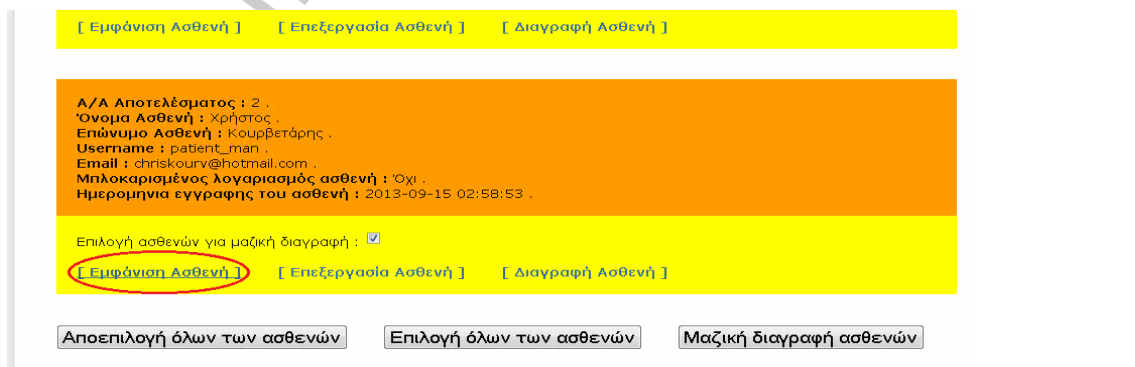 [ Εμφάνιση Ασθενή ] [ Επεξεργασία Ασθενή ] [ Διαγραφή Ασθενή ]
Α/Α Αποτελέσματος : 2 .
Όνομα Ασθενή : Χρήστος .
Επώνυμο Ασθενή : Κουρβετάρης .
Username : patient_man .
Email : chriskourv@hotmail.com .
Μπλοκαρισμένος λογαριασμός ασθενή : Όχι .
Ημερομηνια εγγραφης του ασθενή : 2013-09-15 02:58:53 .
Επιλογή ασθενών για μαζική διαγραφή :
[ Εμφάνιση Ασθενή ] [ Επεξεργασία Ασθενή ] [ Διαγραφή Ασθενή ]
Αποεπιλογή όλων των ασθενών Επιλογή όλων των ασθενών Μαζική διαγραφή ασθενών